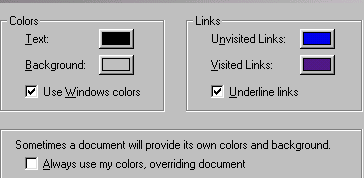 Colors
Text:
Background:
Use Windows colors
Links
Unvisited Links:
Visited Links:
Underline links
Sometimes a document will provide its own colors and background.
Always use my colors, overriding document